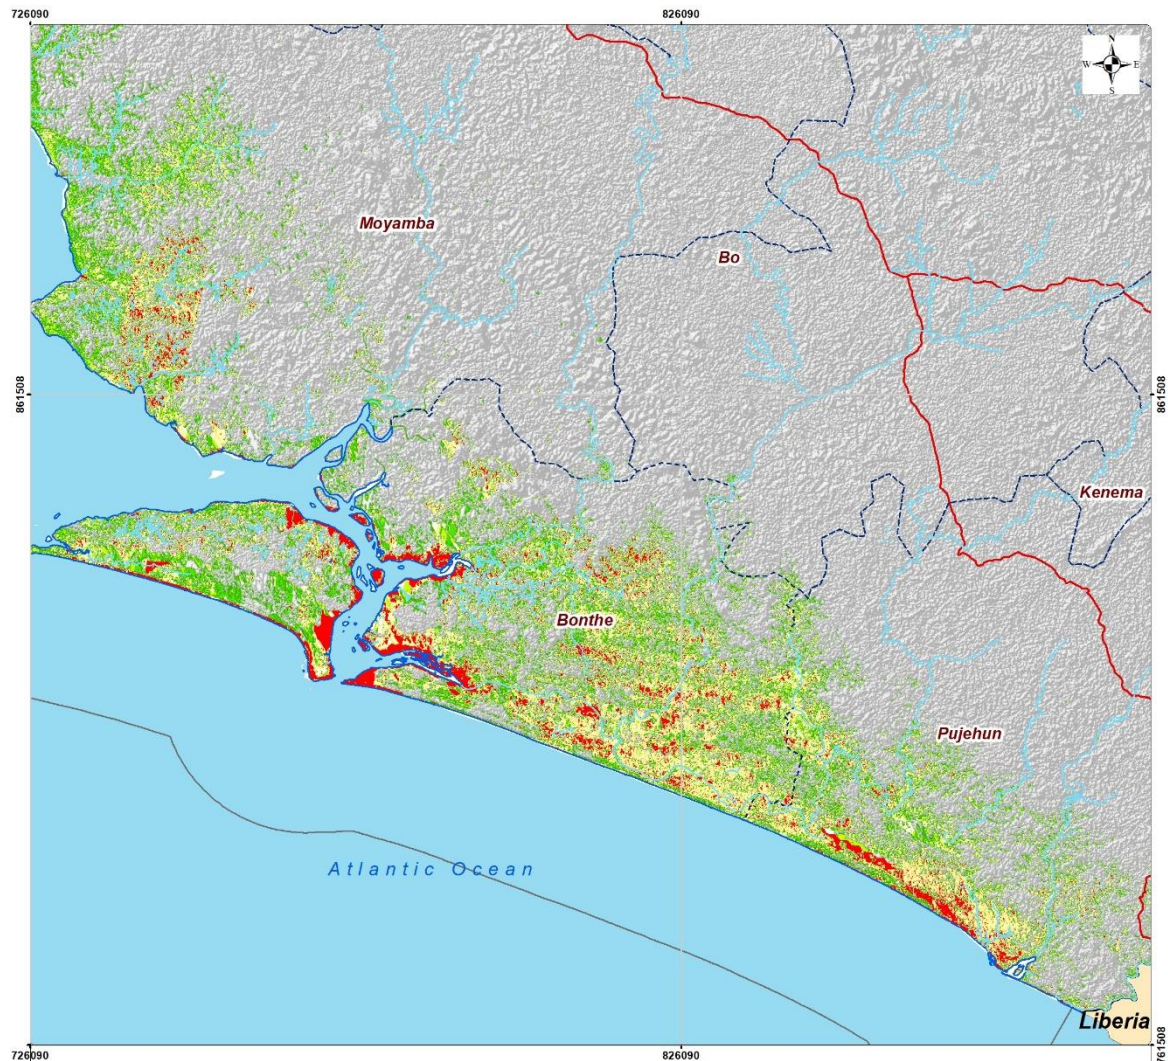 726090
826090
N
W E
S
Moyamba
Bo
861508
861508
Kenema
Bonthe
Pujehun
Atlantic Ocean
Liberia
726090
826090
761508